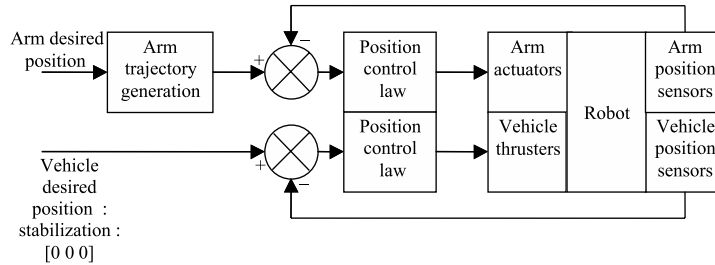 Arm desired
position
Arm
trajectory
generation
+
−
Position
control
law
Arm
actuators
Robot
Arm
position
sensors
Vehicle
desired
position :
stabilization :
[0 0 0]
+
−
Position
control
law
Vehicle
thrusters
Vehicle
position
sensors